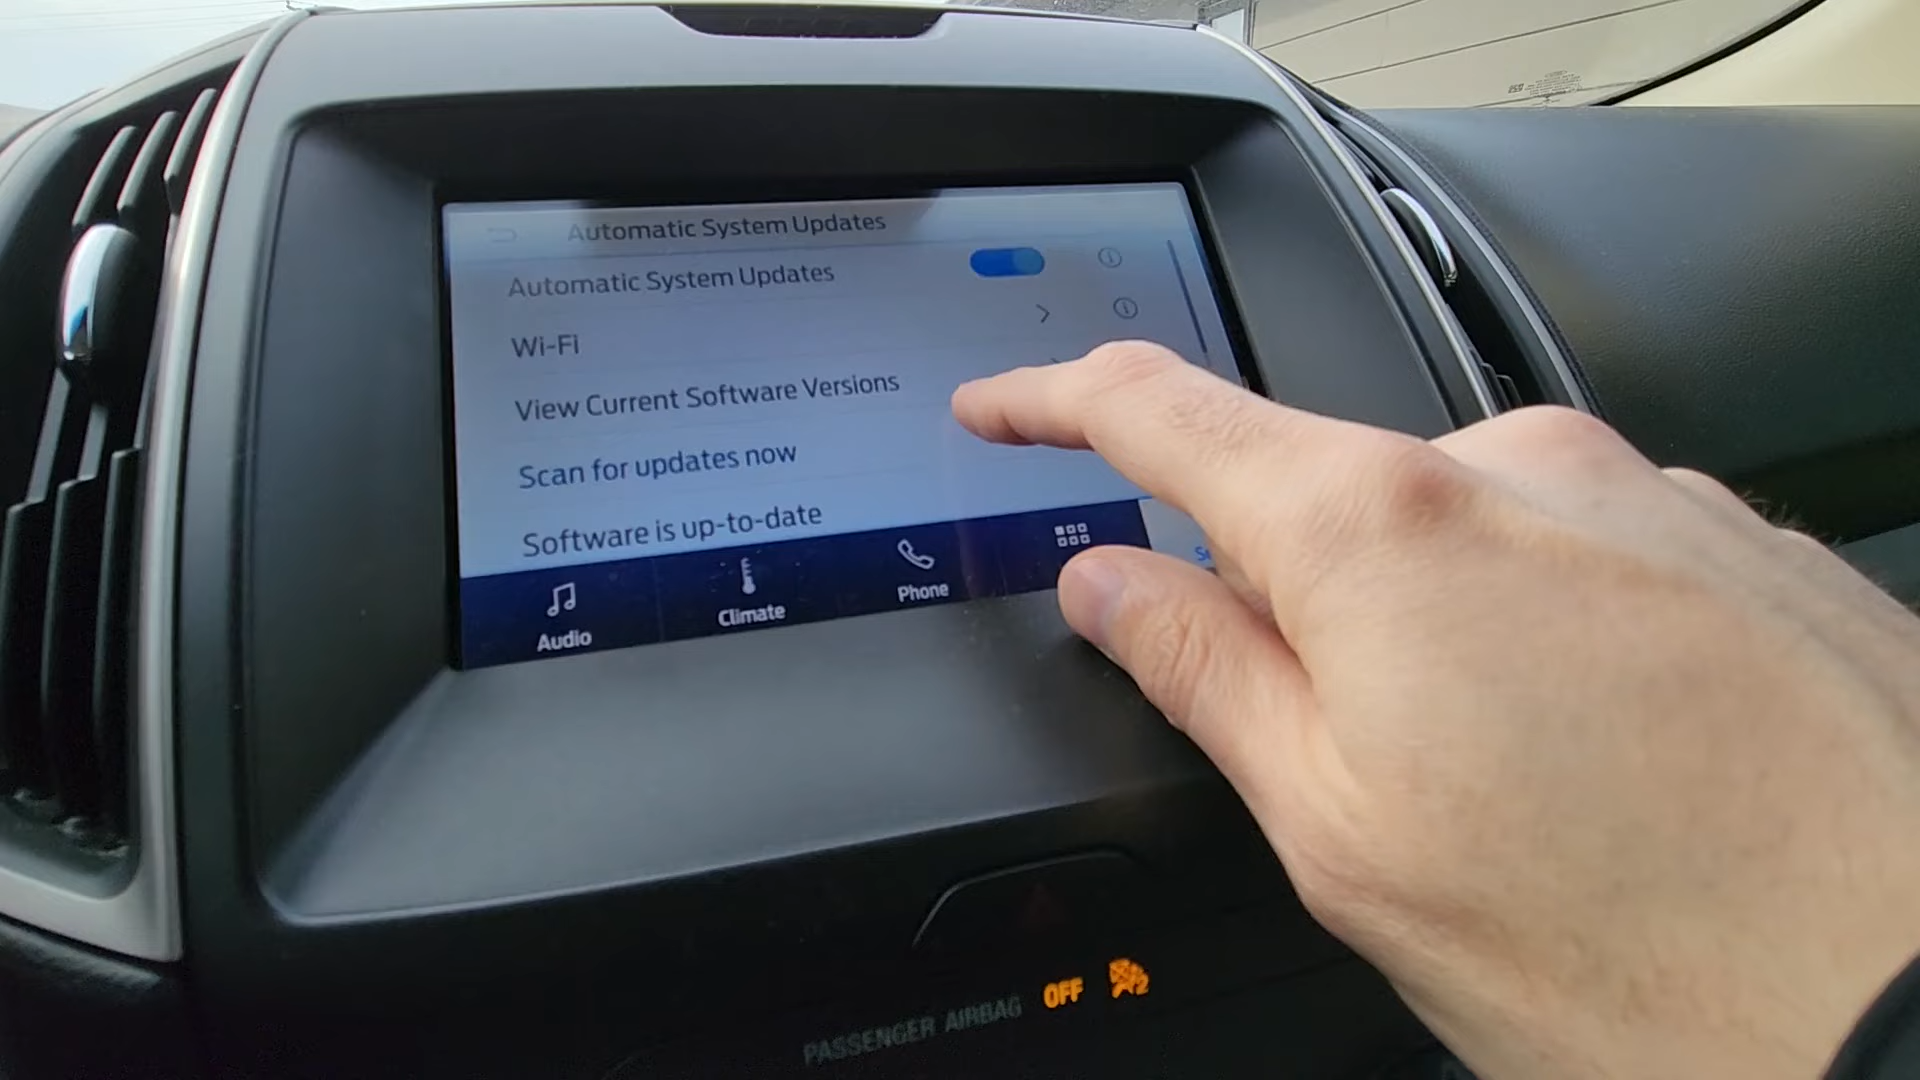 Automatic System Updates
Automatic System Updates
Wi-Fi
View Current Software Versions
Scan for updates now
Software is up-to-date
Audio
Climate
Phone
PASSENGER AIRBAG OFF